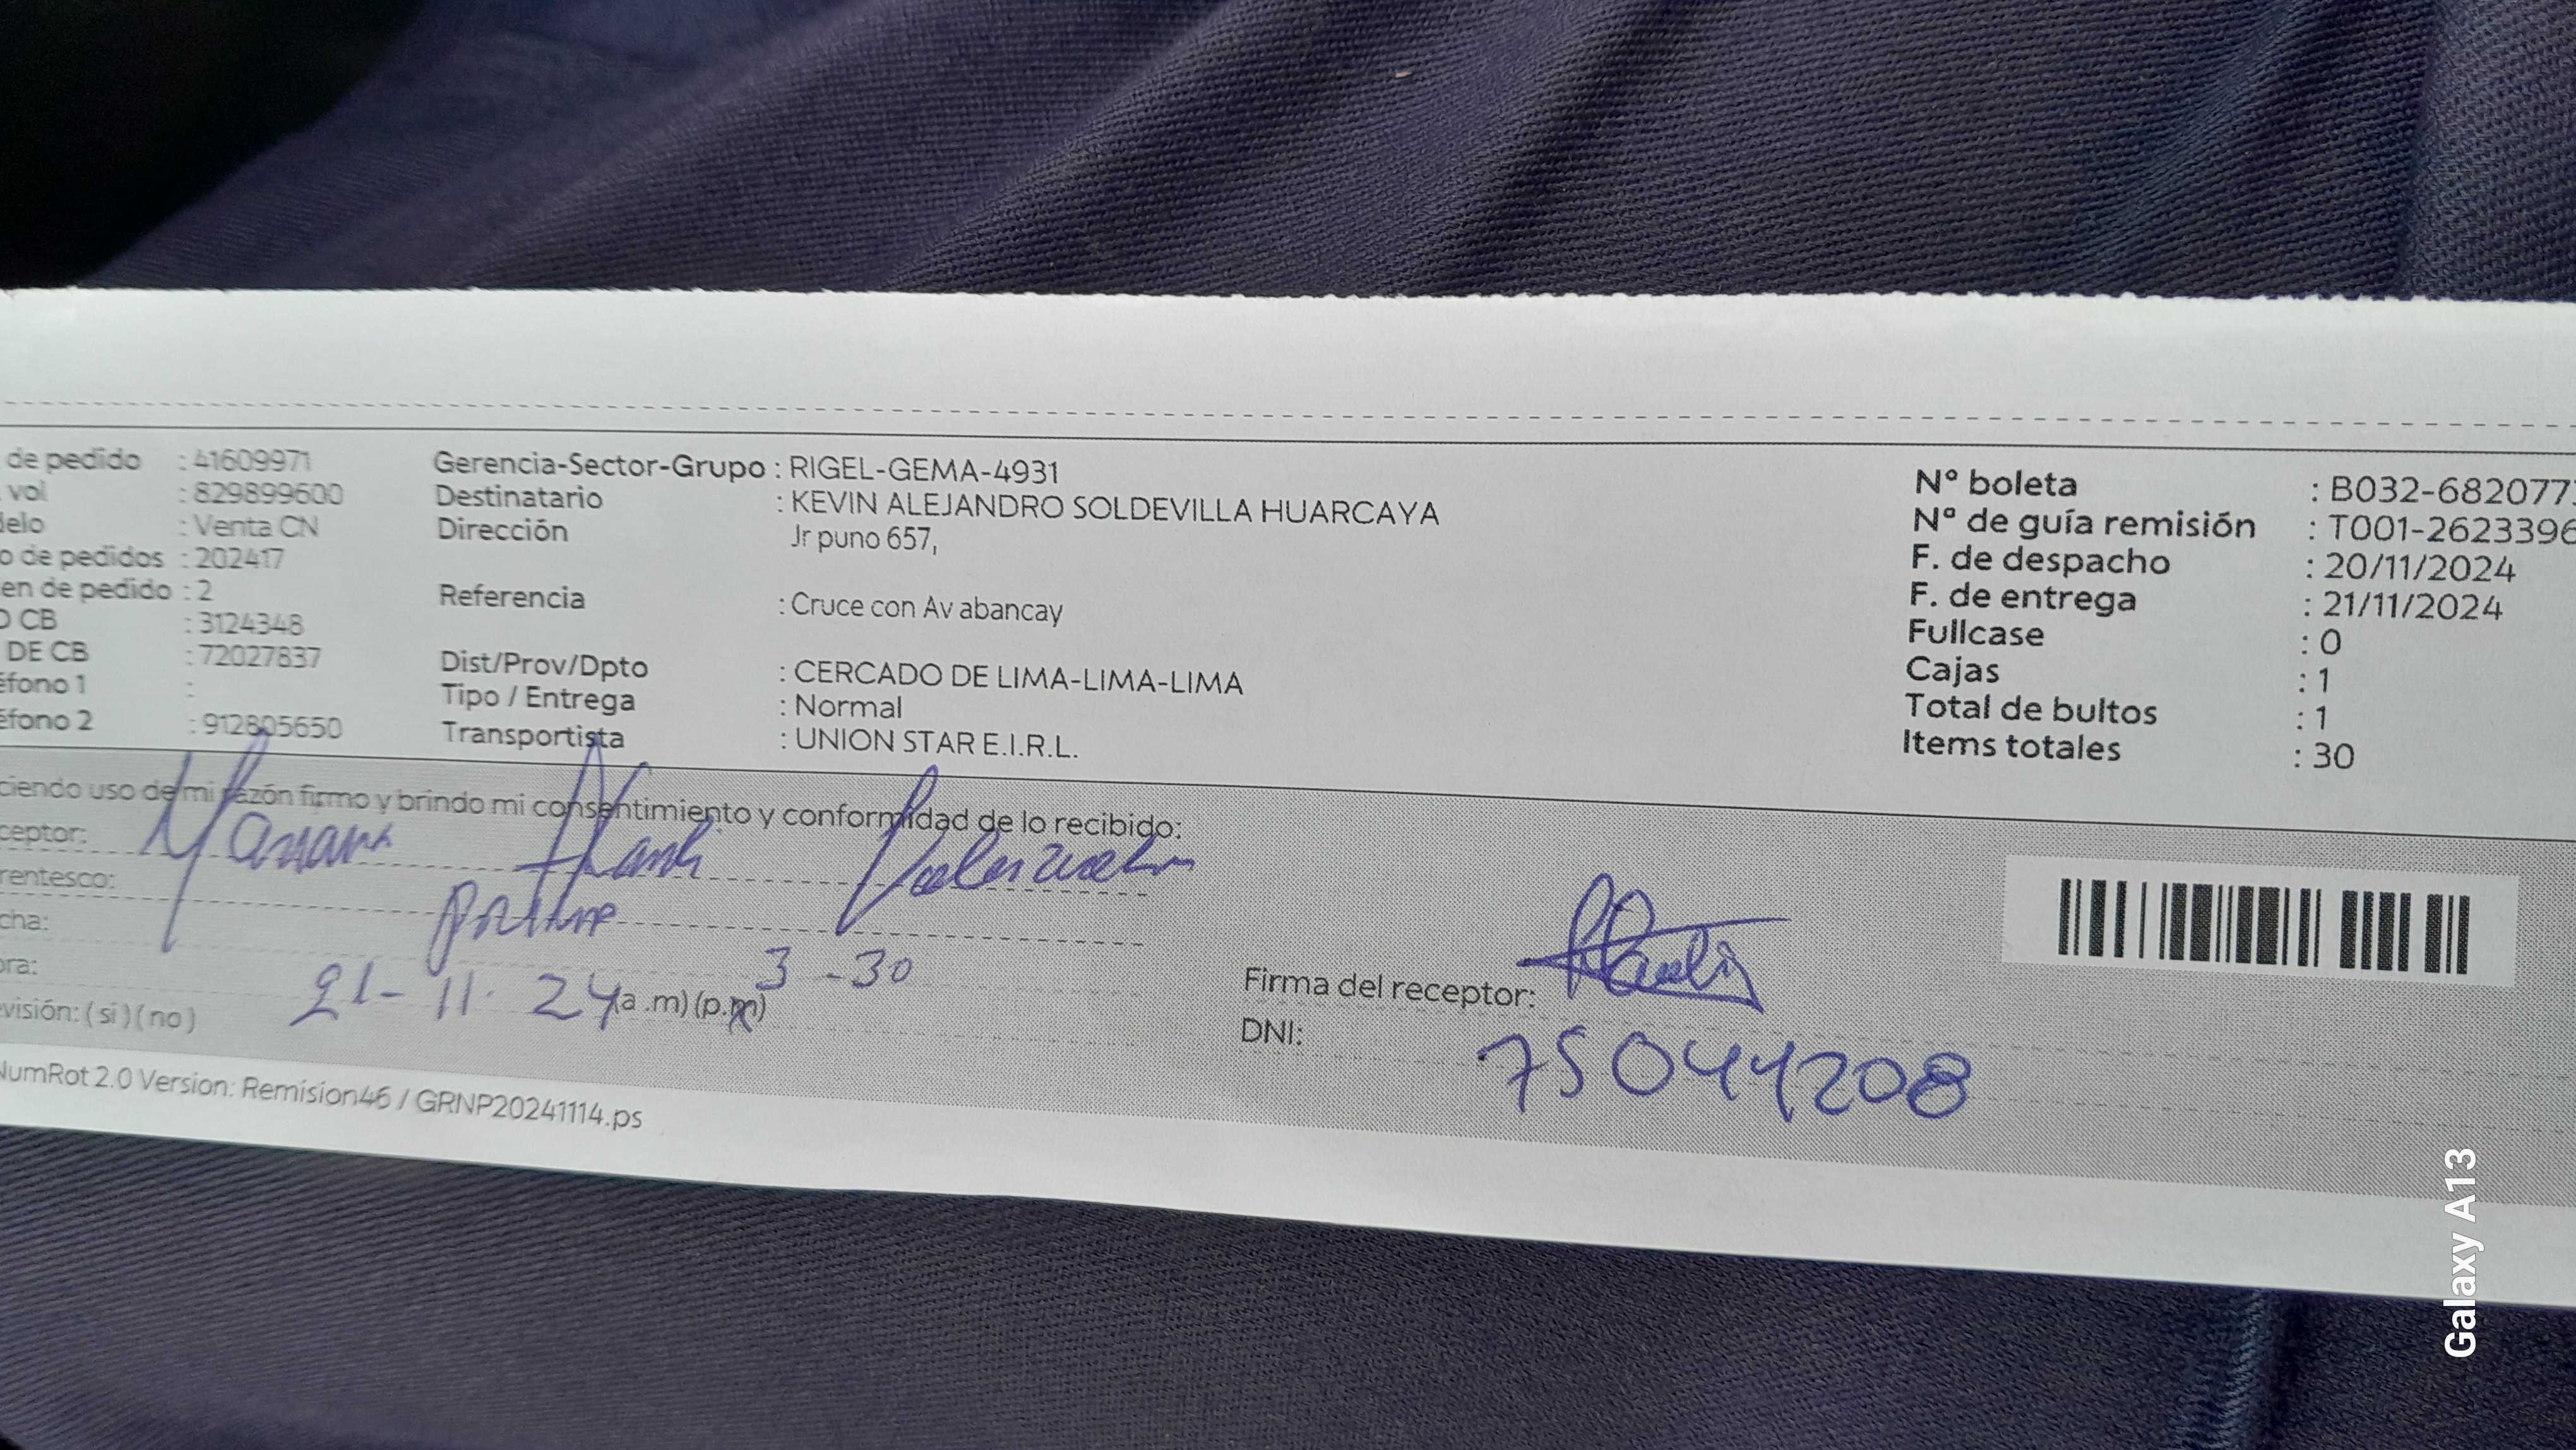 de pedido : 41609971
vol : 829899600
delo : Venta CN
o de pedidos : 202417
en de pedido : 2
O CB : 3124348
DE CB : 72027837
éfono 1 :
éfono 2 : 912805650
Gerencia-Sector-Grupo : RIGEL-GEMA-4931
Destinatario : KEVIN ALEJANDRO SOLDEVILLA HUARCAYA
Dirección Jr puno 657,
Referencia : Cruce con Av abancay
Dist/Prov/Dpto : CERCADO DE LIMA-LIMA-LIMA
Tipo / Entrega : Normal
Transportista : UNION STAR E.I.R.L.
Nº boleta : B032-682077
Nº de guía remisión : T001-2623396
F. de despacho : 20/11/2024
F. de entrega : 21/11/2024
Fullcase : 0
Cajas : 1
Total de bultos : 1
Items totales : 30
ciendo uso de mi razón firmo y brindo mi consentimiento y conformidad de lo recibido:
ceptor:
rentesco:
cha: 21-11-24
ora: 3-30 (a.m) (p.m)
visión: (si) (no)
Firma del receptor:
DNI: 75044208
NumRot 2.0 Version: Remision46 / GRNP20241114.ps
Galaxy A13